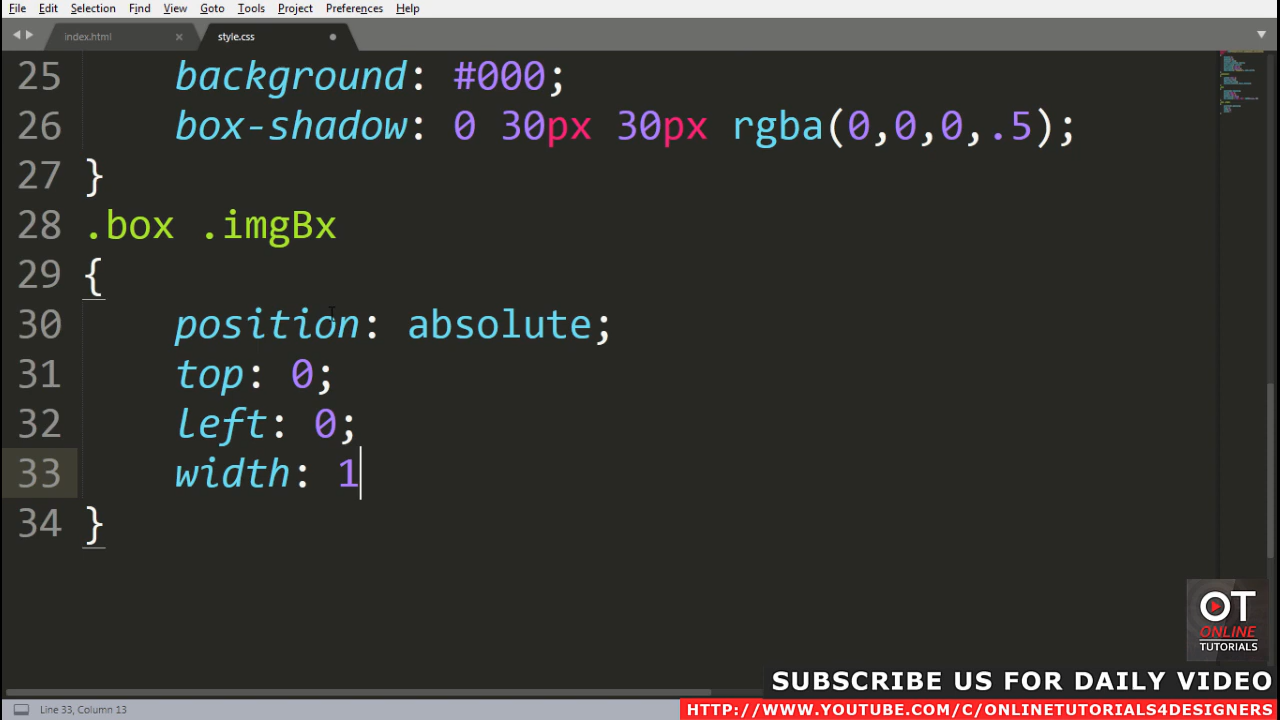 File Edit Selection Find View Goto Tools Project Preferences Help
index.html × style.css
25 background: #000;
26 box-shadow: 0 30px 30px rgba(0,0,0,.5);
27 }
28 .box .imgBx
29 {
30 position: absolute;
31 top: 0;
32 left: 0;
33 width: 1
34 }
OT
ONLINE
TUTORIALS
SUBSCRIBE US FOR DAILY VIDEO
Line 33, Column 13
HTTP://WWW.YOUTUBE.COM/C/ONLINETUTORIALS4DESIGNERS